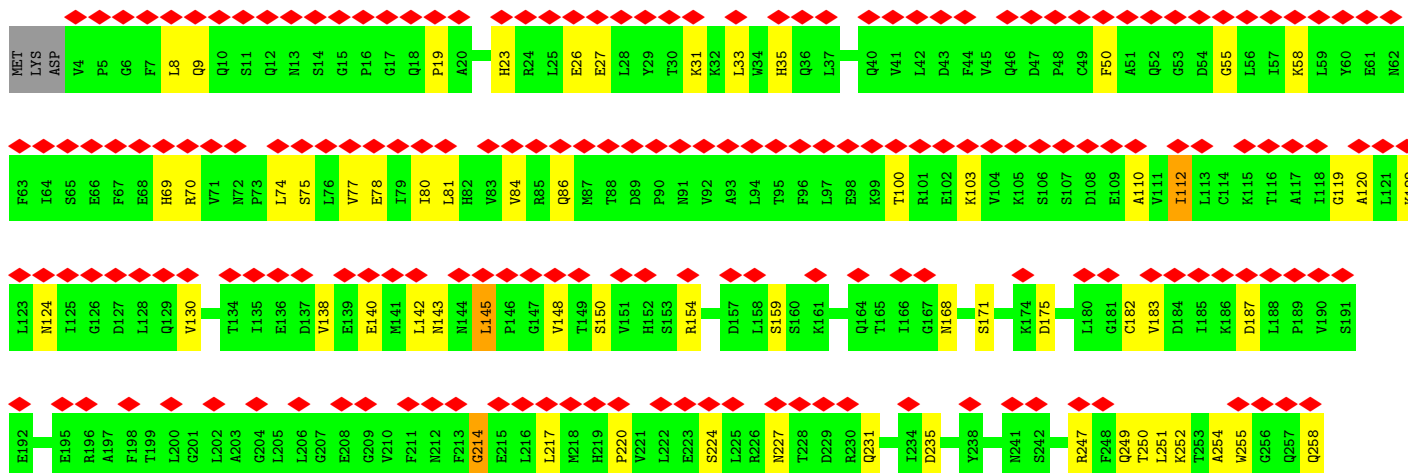 MET LYS ASP V4 P5 G6 F7 L8 Q9 Q10 S11 Q12 N13 S14 G15 P16 G17 Q18 P19 A20 H23 R24 L25 E26 E27 L28 Y29 T30 K31 K32 L33 W34 H35 Q36 L37 Q40 V41 L42 D43 F44 V45 Q46 D47 P48 C49 F50 A51 Q52 G53 D54 G55 L56 I57 K58 L59 Y60 E61 N62
F63 I64 S65 E66 F67 E68 H69 R70 V71 N72 P73 L74 S75 L76 V77 E78 I79 I80 L81 H82 V83 V84 R85 Q86 M87 T88 D89 P90 N91 V92 A93 L94 T95 F96 L97 E98 K99 T100 R101 E102 K103 V104 K105 S106 S107 D108 E109 A110 V111 I112 L113 C114 K115 T116 A117 I118 G119 A120 L121
L123 N124 I125 G126 D127 L128 Q129 V130 T134 I135 E136 D137 V138 E139 E140 M141 L142 N143 N144 L145 P146 G147 V148 T149 S150 V151 H152 S153 R154 D157 L158 S159 S160 K161 Q164 T165 I166 G167 N168 S171 K174 D175 L180 G181 C182 V183 D184 I185 K186 D187 L188 P189 V190 S191
E192 E195 R196 A197 F198 T199 L200 G201 L202 A203 G204 L205 L206 G207 E208 G209 V210 F211 N212 F213 G214 E215 L216 L217 M218 H219 P220 V221 L222 E223 S224 L225 R226 N227 T228 D229 R230 Q231 I234 D235 Y238 N241 S242 R247 F248 Q249 T250 L251 K252 T253 A254 W255 G256 Q257 Q258